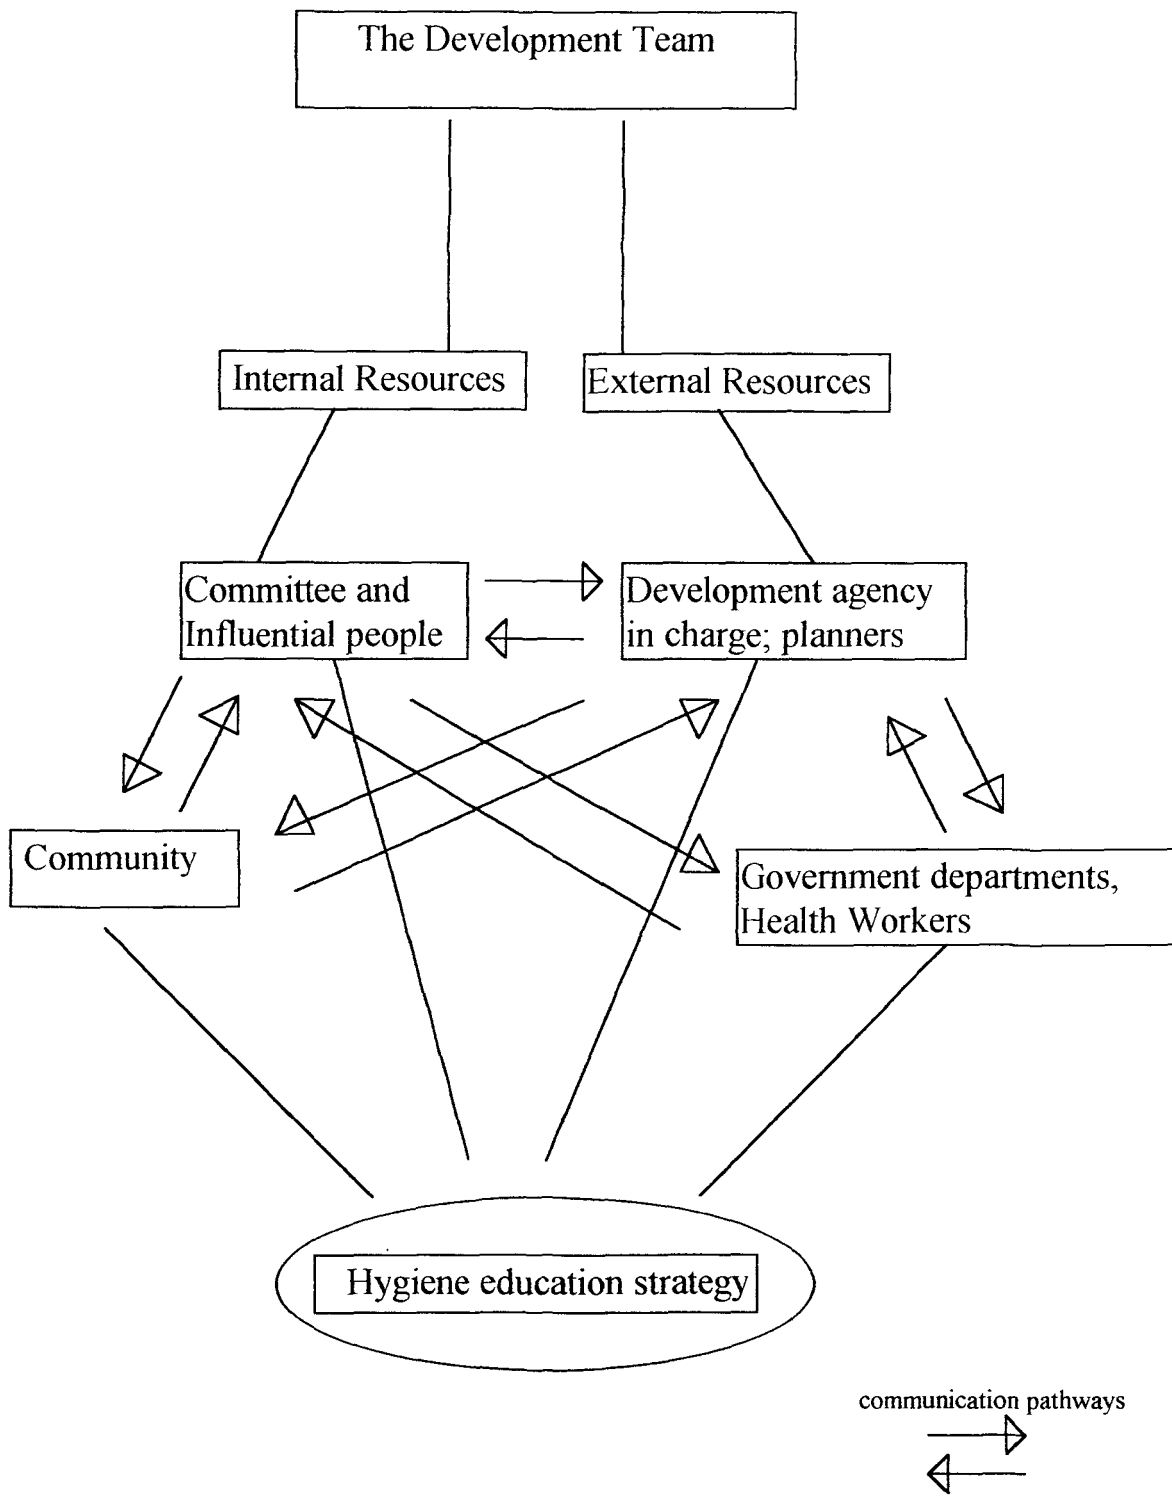 The Development Team
Internal Resources
External Resources
Committee and
Influential people
Development agency
in charge; planners
Community
Government departments,
Health Workers
Hygiene education strategy
communication pathways